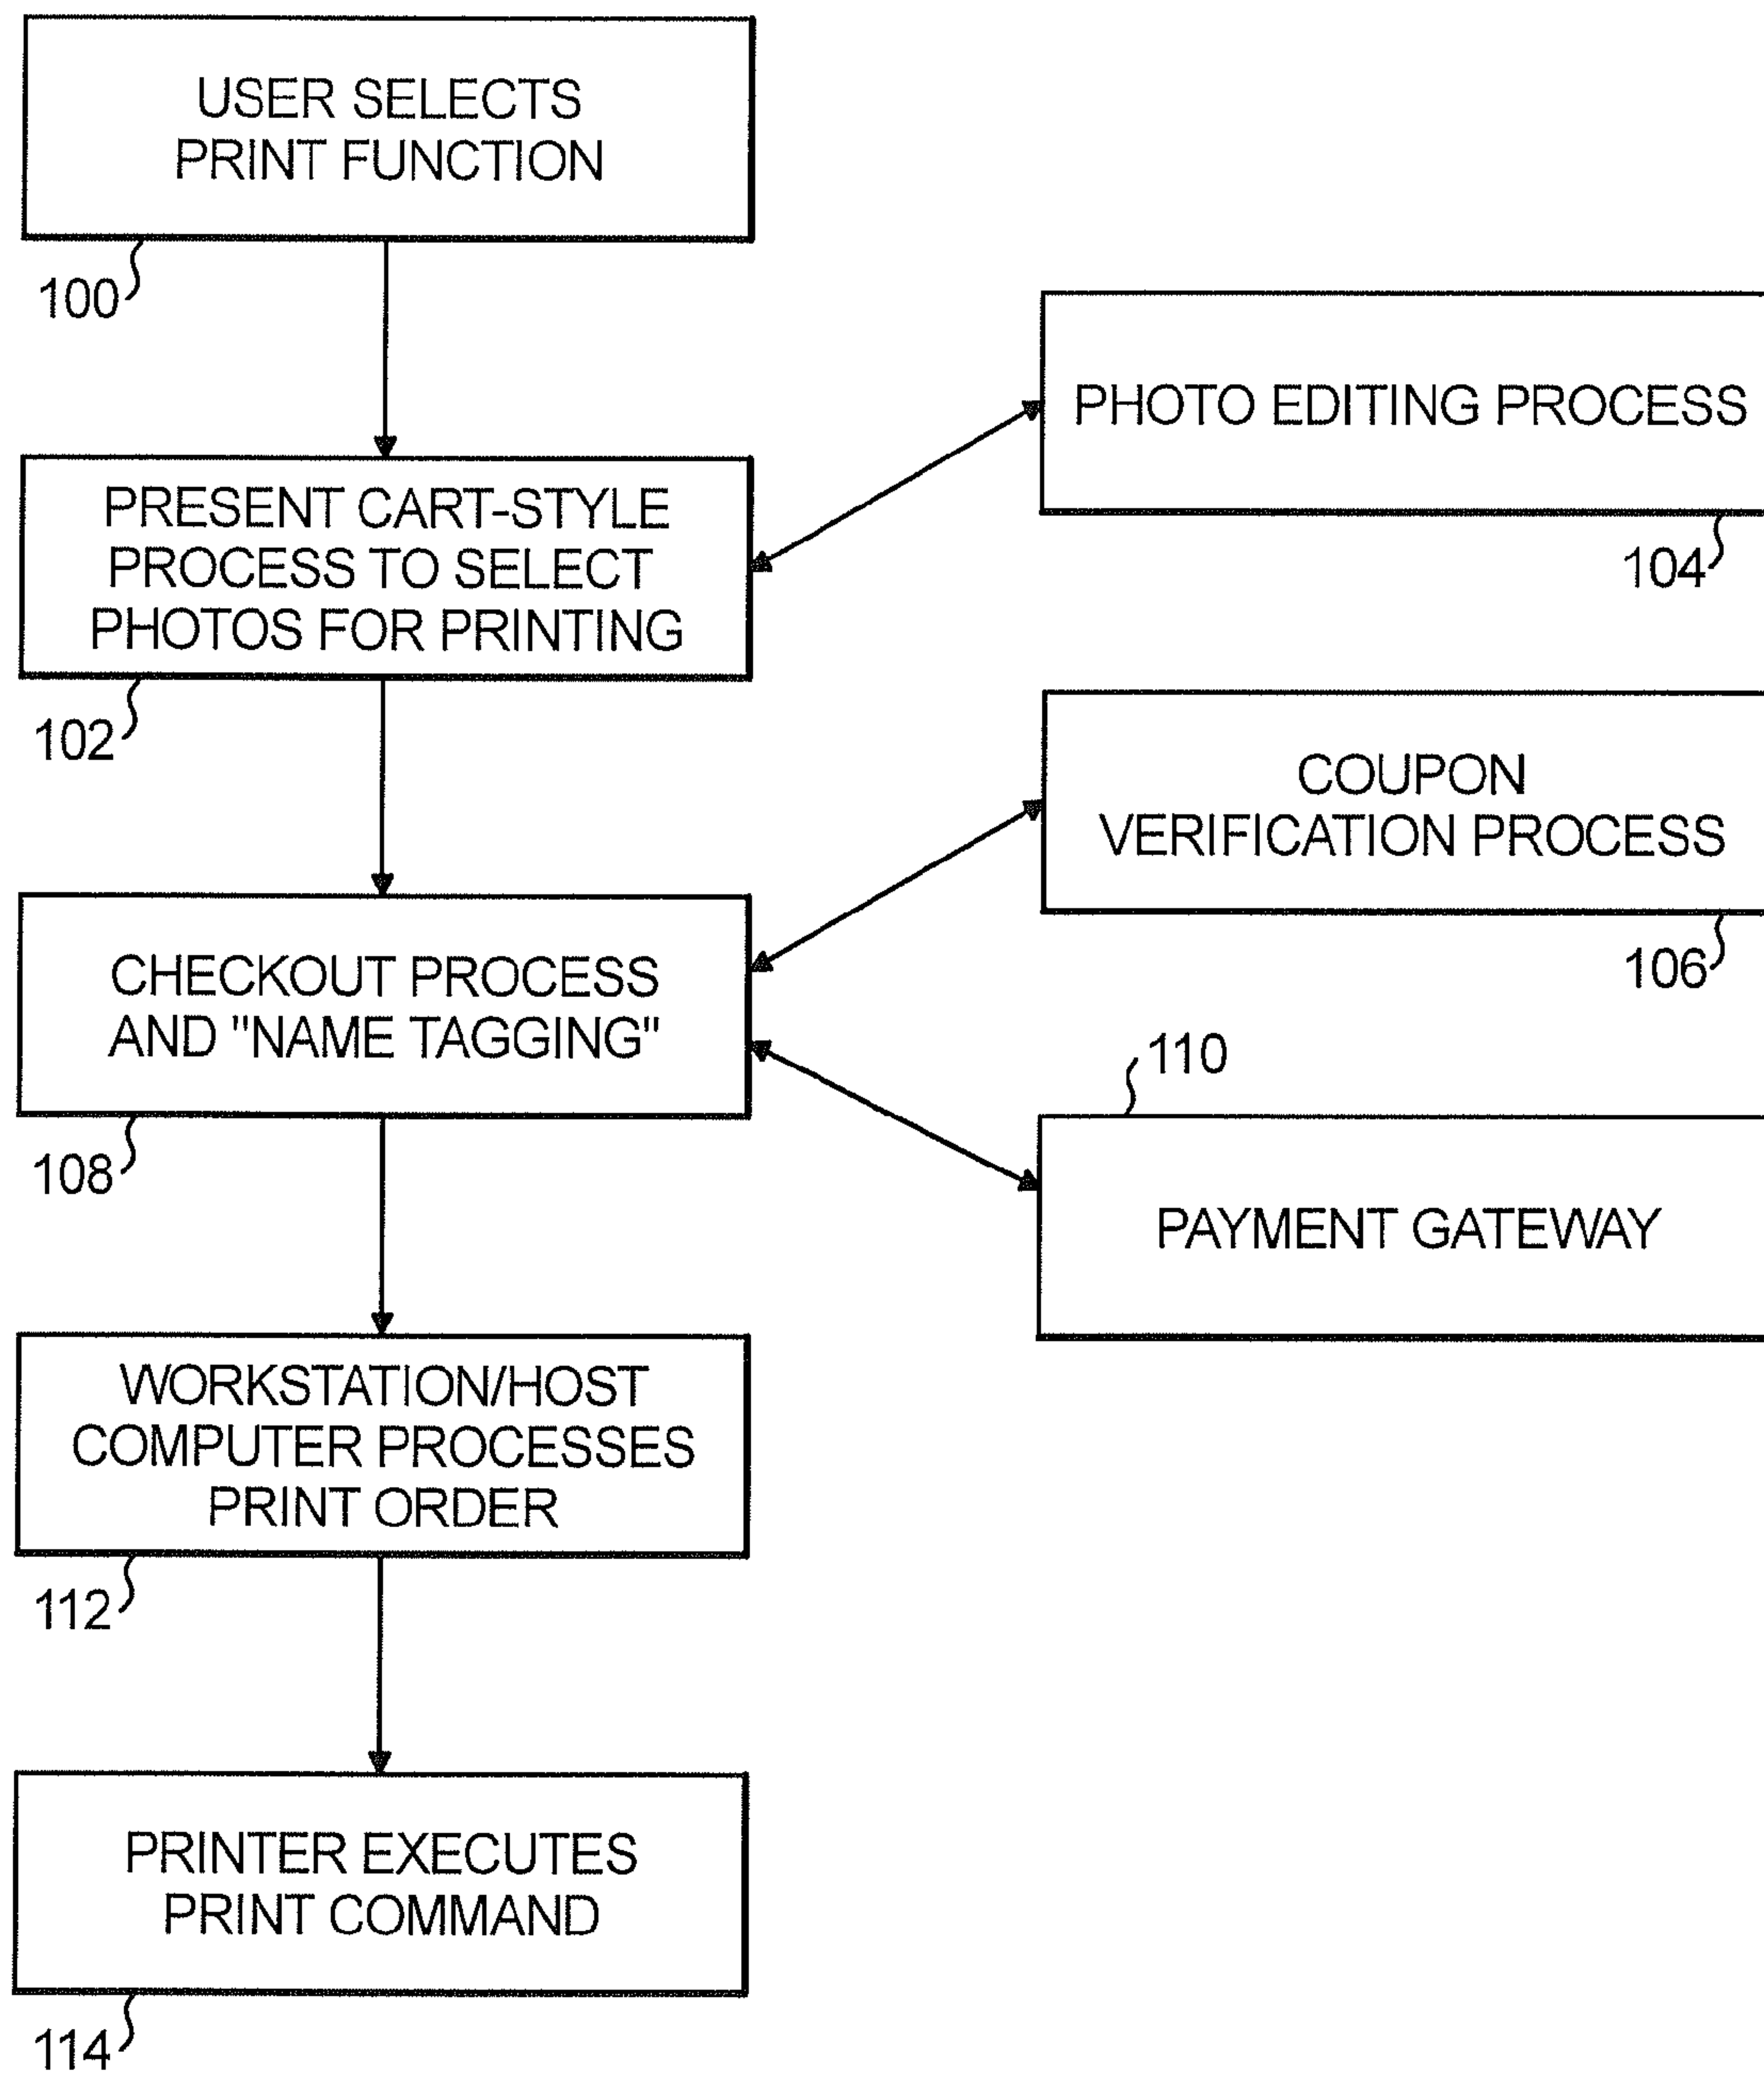 USER SELECTS
PRINT FUNCTION
100
PHOTO EDITING PROCESS
104
PRESENT CART-STYLE
PROCESS TO SELECT
PHOTOS FOR PRINTING
102
COUPON
VERIFICATION PROCESS
106
CHECKOUT PROCESS
AND "NAME TAGGING"
108
110
PAYMENT GATEWAY
WORKSTATION/HOST
COMPUTER PROCESSES
PRINT ORDER
112
PRINTER EXECUTES
PRINT COMMAND
114